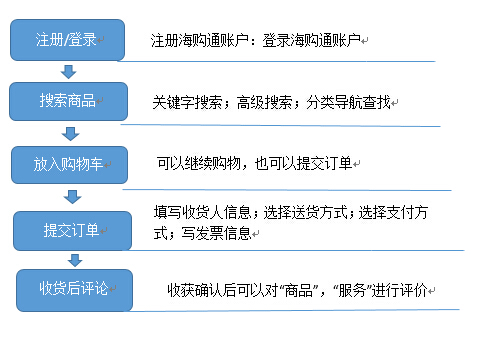 注册/登录
注册海购通账户：登录海购通账户
搜索商品
关键字搜索；高级搜索；分类导航查找
放入购物车
可以继续购物，也可以提交订单
提交订单
填写收货人信息；选择送货方式；选择支付方
式；写发票信息
收货后评论
收获确认后可以对“商品”，“服务”进行评价